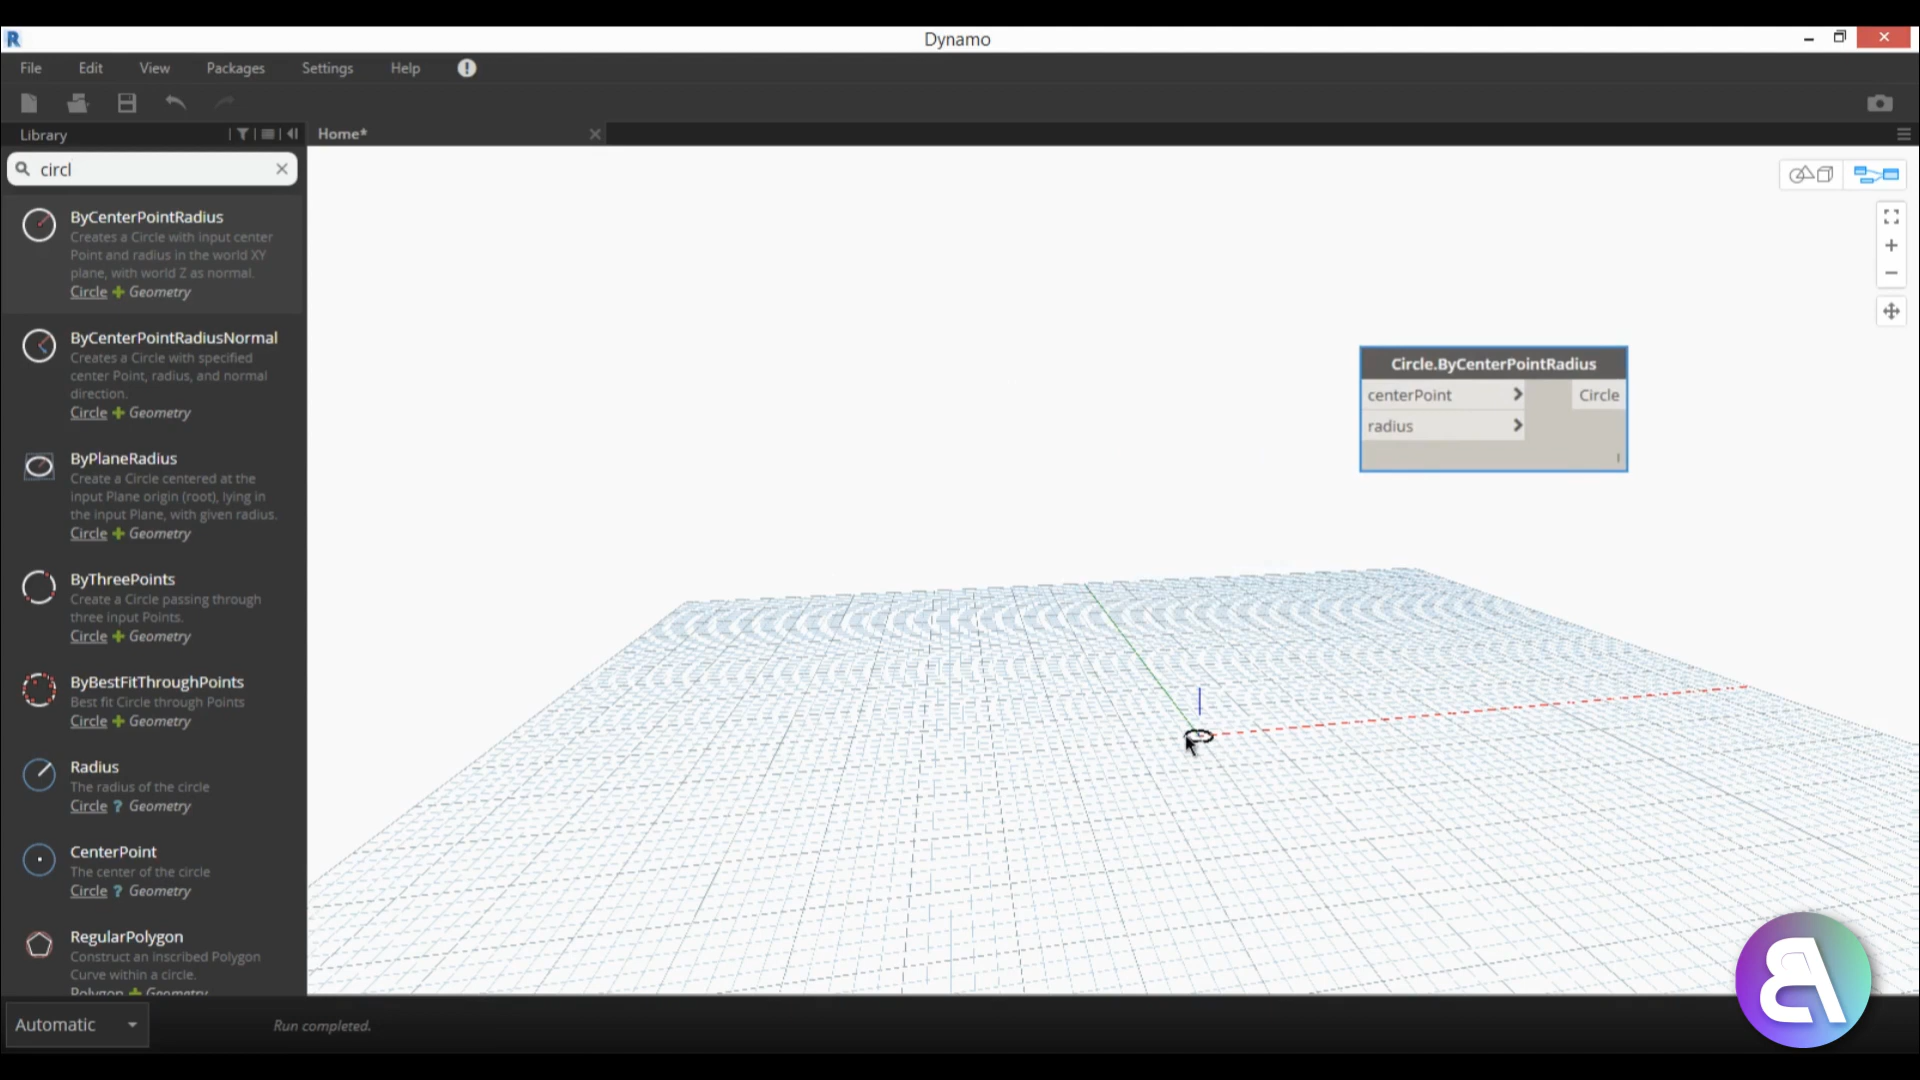 Dynamo
File Edit View Packages Settings Help
Library
Home*
circl
ByCenterPointRadius
Creates a Circle with input center
Point and radius in the world XY
plane, with world Z as normal.
Circle Geometry
ByCenterPointRadiusNormal
Creates a Circle with specified
center Point, radius, and normal
direction.
Circle Geometry
ByPlaneRadius
Create a Circle centered at the
input Plane origin (root), lying in
the input Plane, with given radius.
Circle Geometry
ByThreePoints
Create a Circle passing through
three input Points.
Circle Geometry
ByBestFitThroughPoints
Best fit Circle through Points
Circle Geometry
Radius
The radius of the circle
Circle ? Geometry
CenterPoint
The center of the circle
Circle ? Geometry
RegularPolygon
Construct an inscribed Polygon
Curve within a circle.
Polygon Geometry
Circle.ByCenterPointRadius
centerPoint > Circle
radius >
Automatic
Run completed.